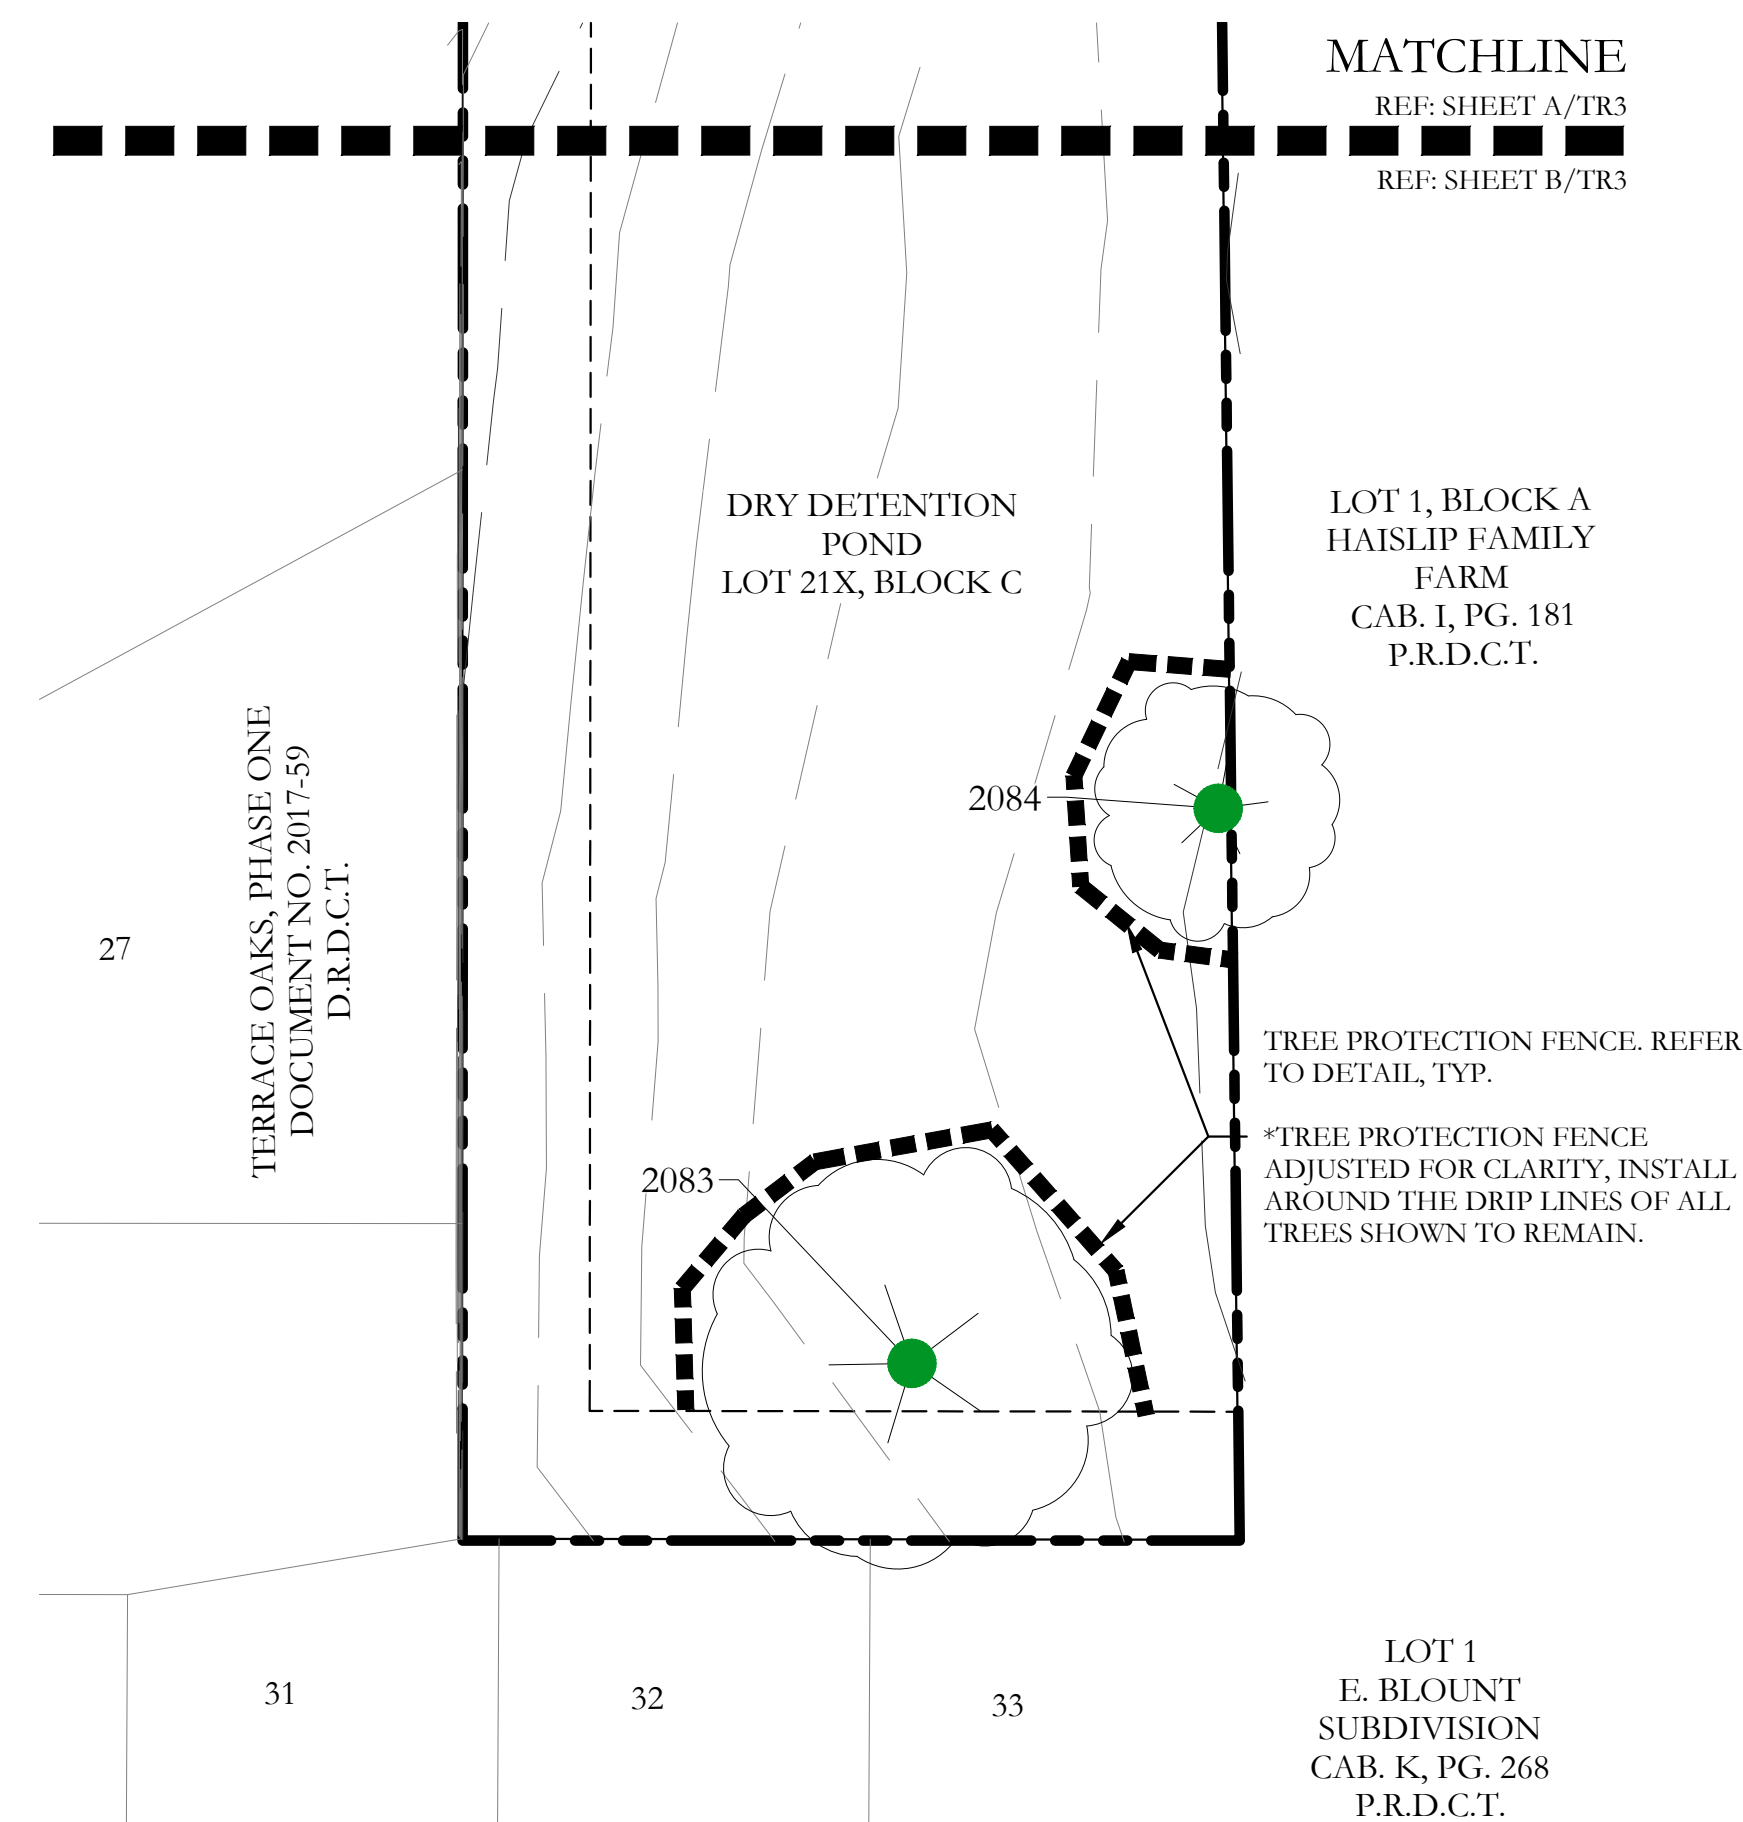 MATCHLINE
REF: SHEET A/TR3
REF: SHEET B/TR3
DRY DETENTION
POND
LOT 21X, BLOCK C
LOT 1, BLOCK A
HAISLIP FAMILY
FARM
CAB. I, PG. 181
P.R.D.C.T.
TERRACE OAKS, PHASE ONE
DOCUMENT NO. 2017-59
D.R.D.C.T.
2084
27
TREE PROTECTION FENCE. REFER
TO DETAIL, TYP.
*TREE PROTECTION FENCE
ADJUSTED FOR CLARITY, INSTALL
AROUND THE DRIP LINES OF ALL
TREES SHOWN TO REMAIN.
2083
31
32
33
LOT 1
E. BLOUNT
SUBDIVISION
CAB. K, PG. 268
P.R.D.C.T.